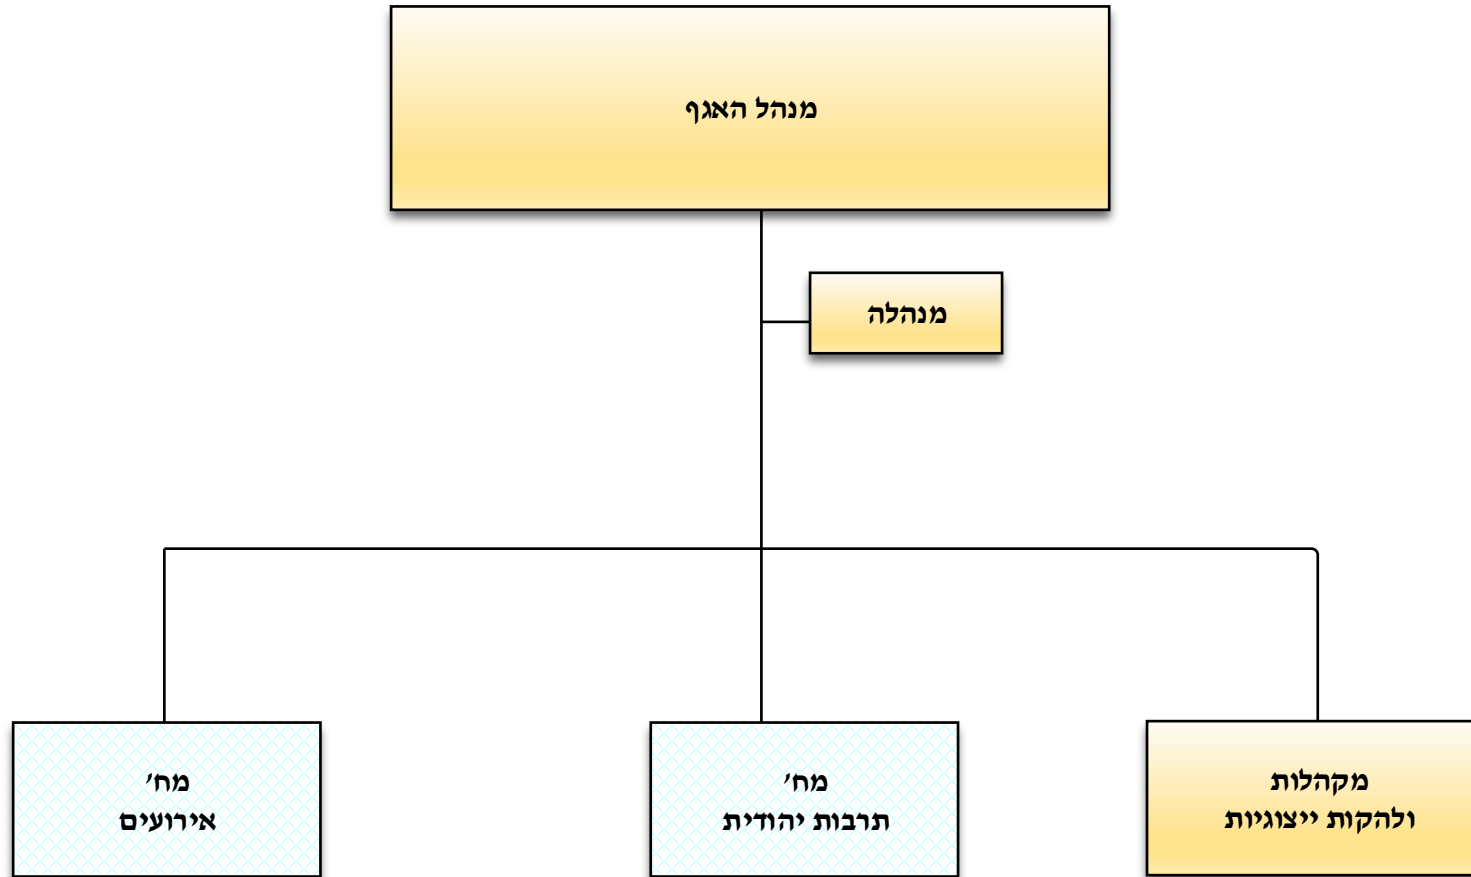 מנהל האגף
מנהלה
מקהלות
ולהקות ייצוגיות
מח׳
תרבות יהודית
מח׳
אירועים